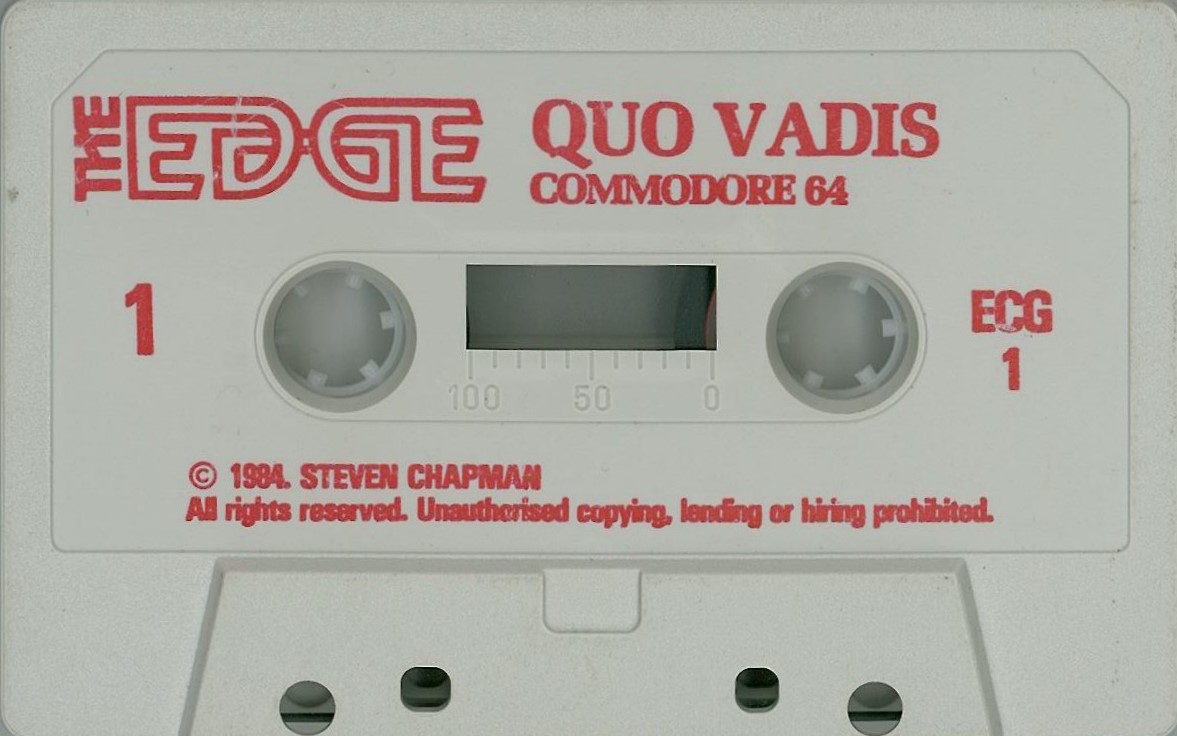 THE EDGE
QUO VADIS
COMMODORE 64
1
ECG
1
100 50 0
© 1984. STEVEN CHAPMAN
All rights reserved. Unauthorised copying, lending or hiring prohibited.